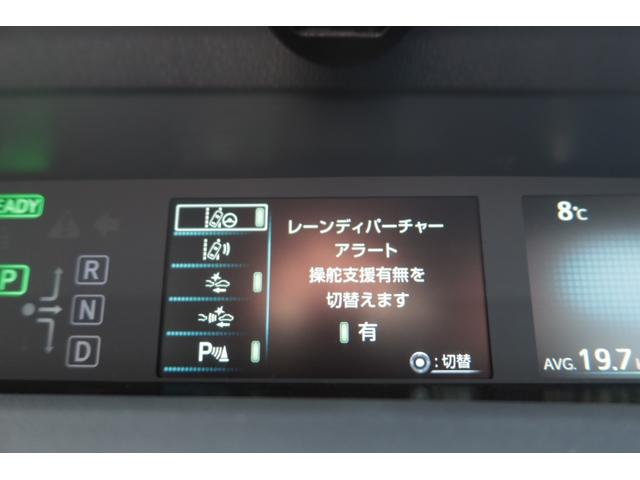 READY
P
R
N
D
P
レーンディパーチャー
アラート
操舵支援有無を
切替えます
有
:切替
8℃
AVG. 19.7